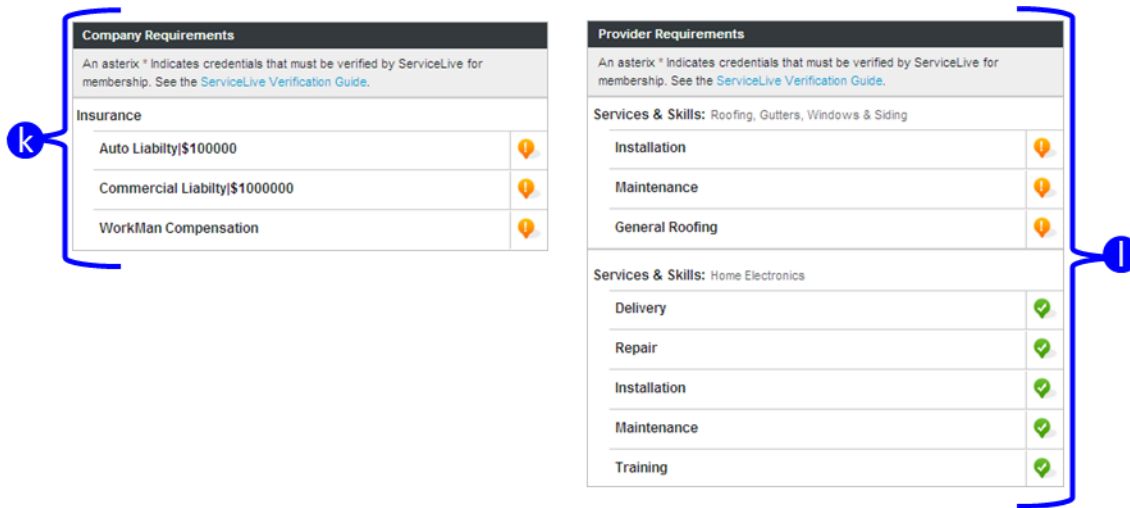 k
Company Requirements
An asterix * Indicates credentials that must be verified by ServiceLive for
membership. See the ServiceLive Verification Guide.
Insurance
Auto Liabilty|$100000
Commercial Liabilty|$1000000
WorkMan Compensation
Provider Requirements
An asterix * Indicates credentials that must be verified by ServiceLive for
membership. See the ServiceLive Verification Guide.
Services & Skills: Roofing, Gutters, Windows & Siding
Installation
Maintenance
General Roofing
Services & Skills: Home Electronics
Delivery
Repair
Installation
Maintenance
Training
l